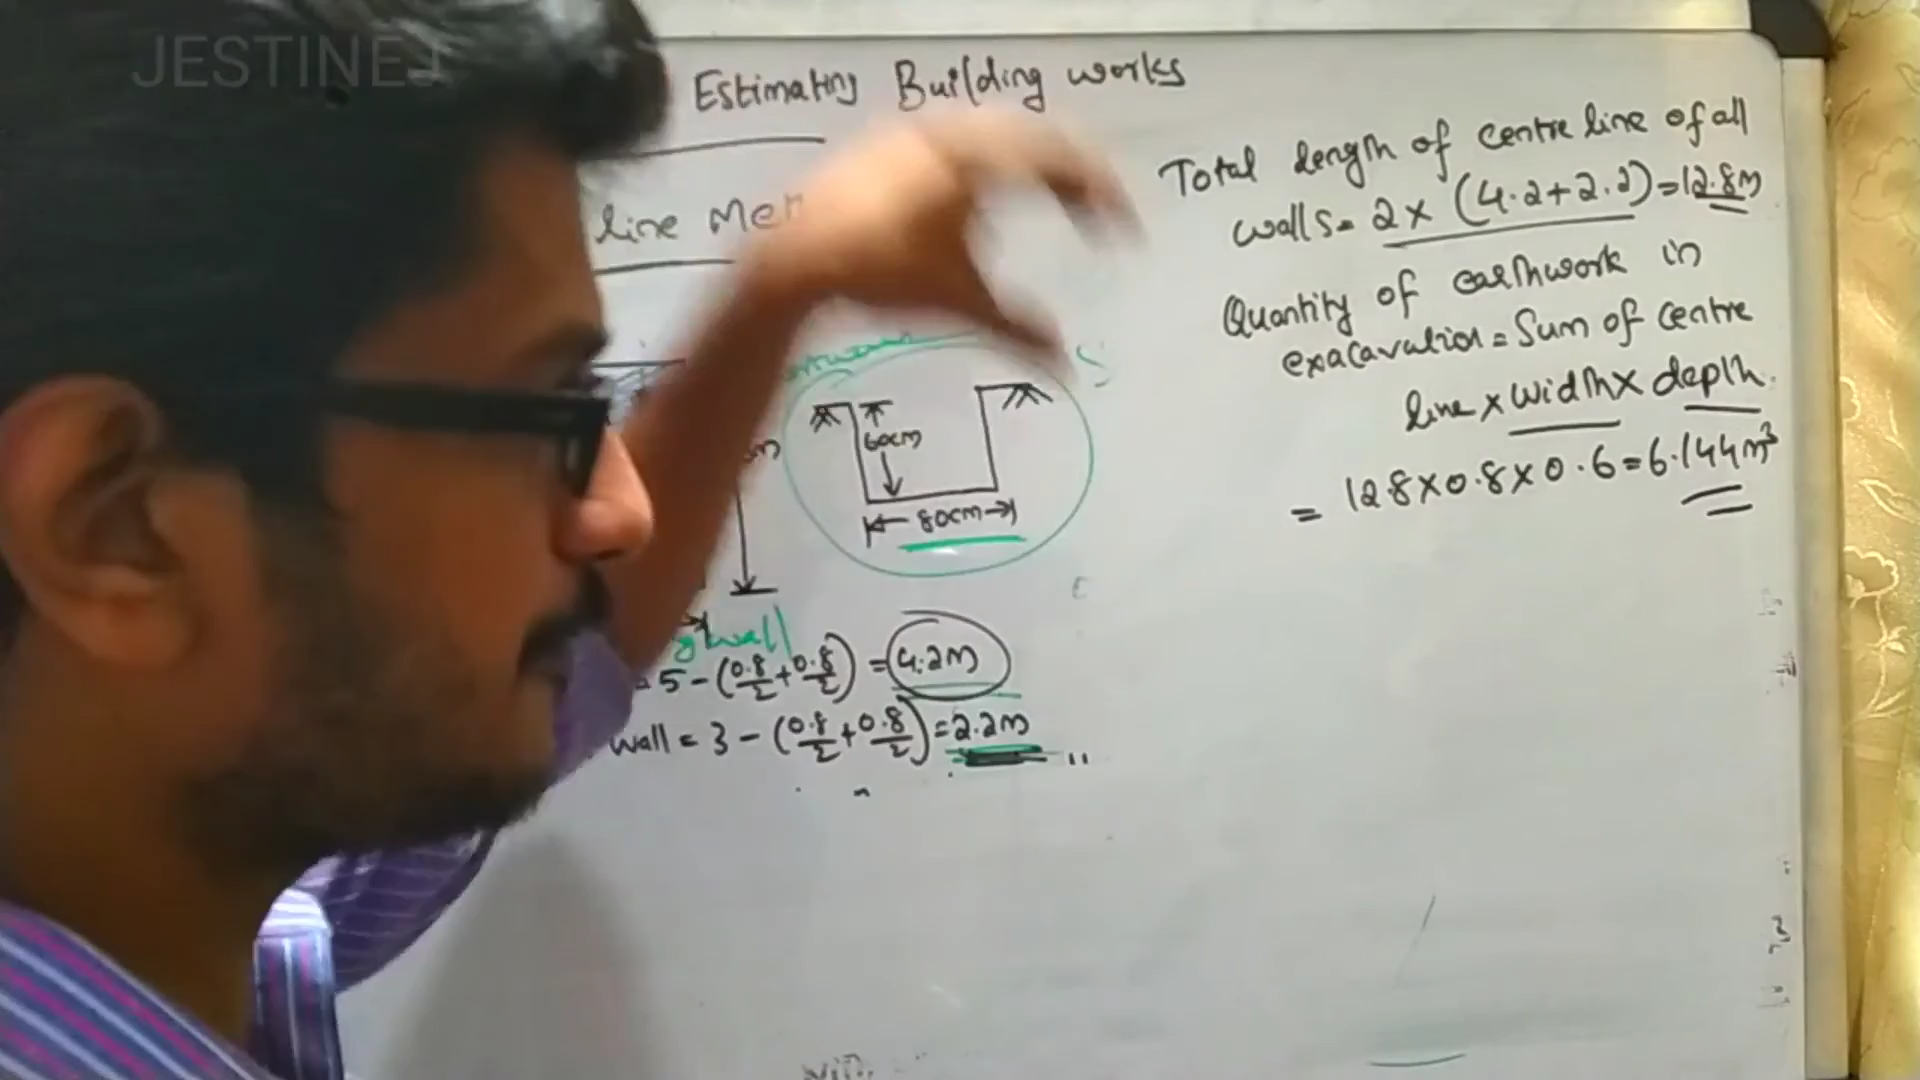 JESTINEJ
Estimating Building works
line Met
60cm
80cm
wall
5 - (0.8/2 + 0.8/2) = 4.2m
wall = 3 - (0.8/2 + 0.8/2) = 2.2m
Total length of centre line of all
walls = 2 x (4.2+2.2) = 12.8m
Quantity of earthwork in
exacavation = Sum of centre
line x width x depth.
= 12.8 x 0.8 x 0.6 = 6.144m³